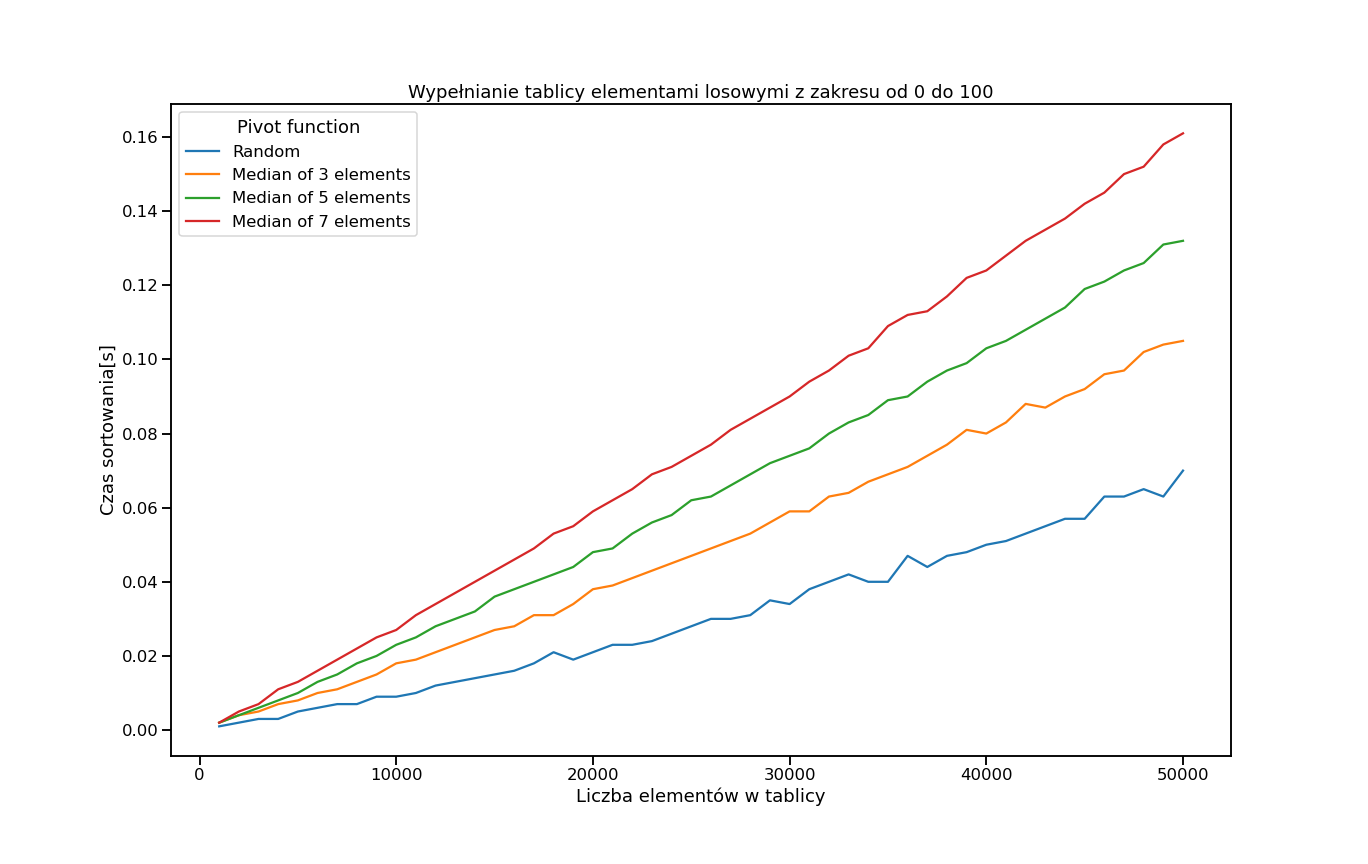 Wypełnianie tablicy elementami losowymi z zakresu od 0 do 100
Pivot function
Random
Median of 3 elements
Median of 5 elements
Median of 7 elements
Czas sortowania[s]
0.16
0.14
0.12
0.10
0.08
0.06
0.04
0.02
0.00
0 10000 20000 30000 40000 50000
Liczba elementów w tablicy